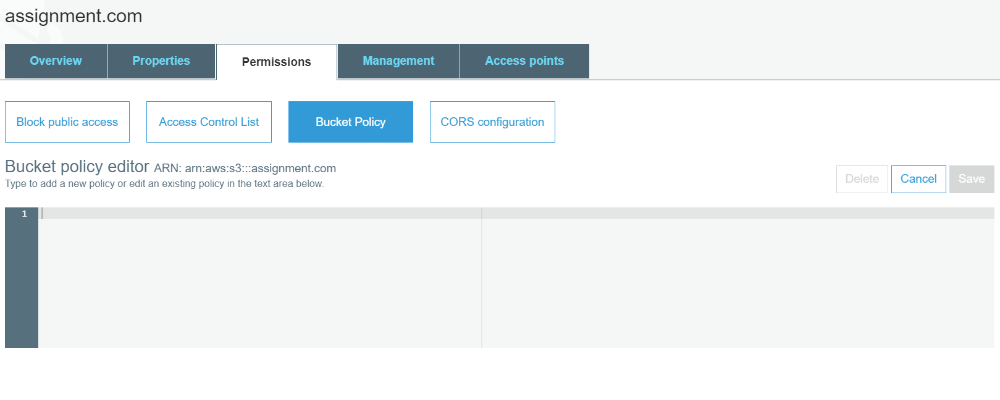 assignment.com
Overview Properties Permissions Management Access points
Block public access Access Control List Bucket Policy CORS configuration
Bucket policy editor ARN: arn:aws:s3:::assignment.com
Type to add a new policy or edit an existing policy in the text area below.
Delete Cancel Save
1